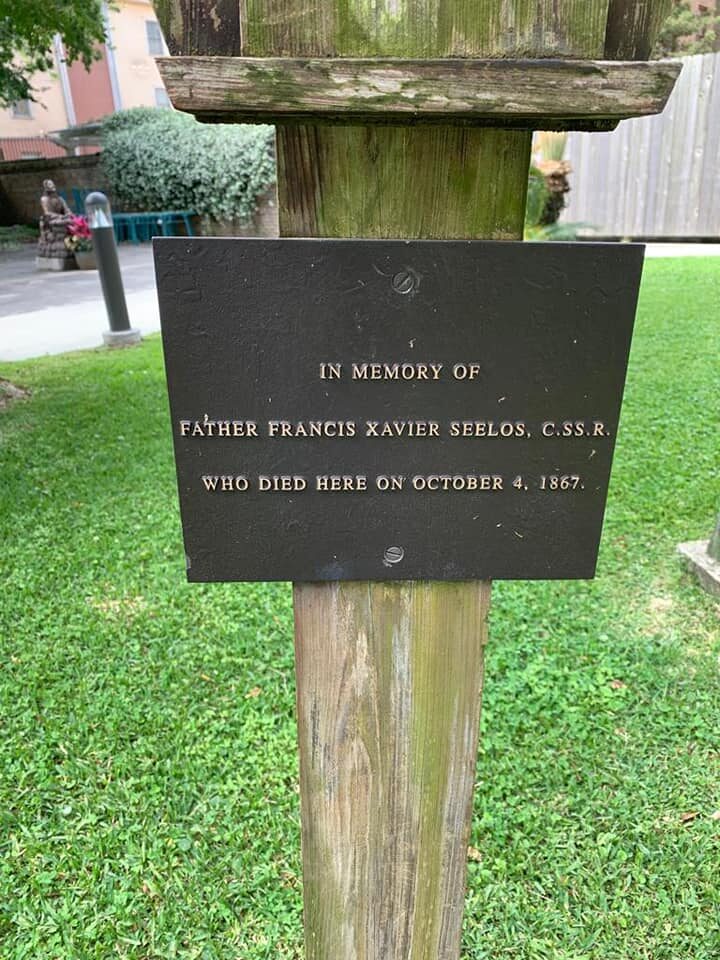 IN MEMORY OF
FATHER FRANCIS XAVIER SEELOS, C.SS.R.
WHO DIED HERE ON OCTOBER 4, 1867.